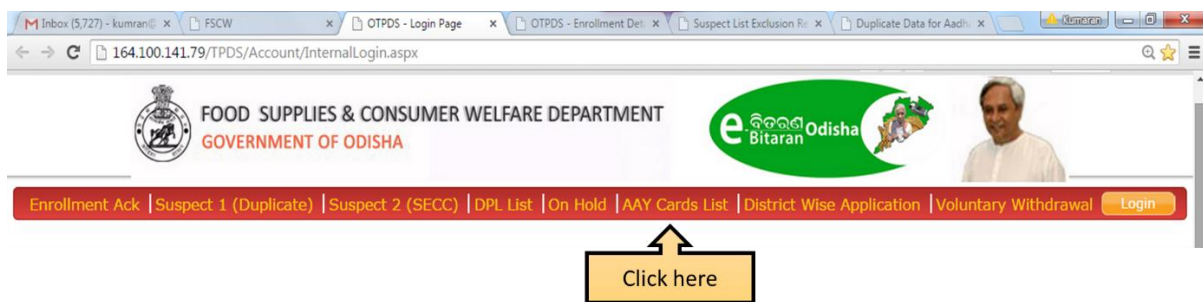 Inbox (5,727) - kumran@
FSCW
OTPDS - Login Page
OTPDS - Enrollment Det
Suspect List Exclusion Re
Duplicate Data for Aadh
Kumaran
164.100.141.79/TPDS/Account/InternalLogin.aspx
FOOD SUPPLIES & CONSUMER WELFARE DEPARTMENT
GOVERNMENT OF ODISHA
e-ବିତରଣ Odisha
Bitaran
Enrollment Ack |Suspect 1 (Duplicate) |Suspect 2 (SECC) |DPL List |On Hold |AAY Cards List |District Wise Application |Voluntary Withdrawal Login
Click here